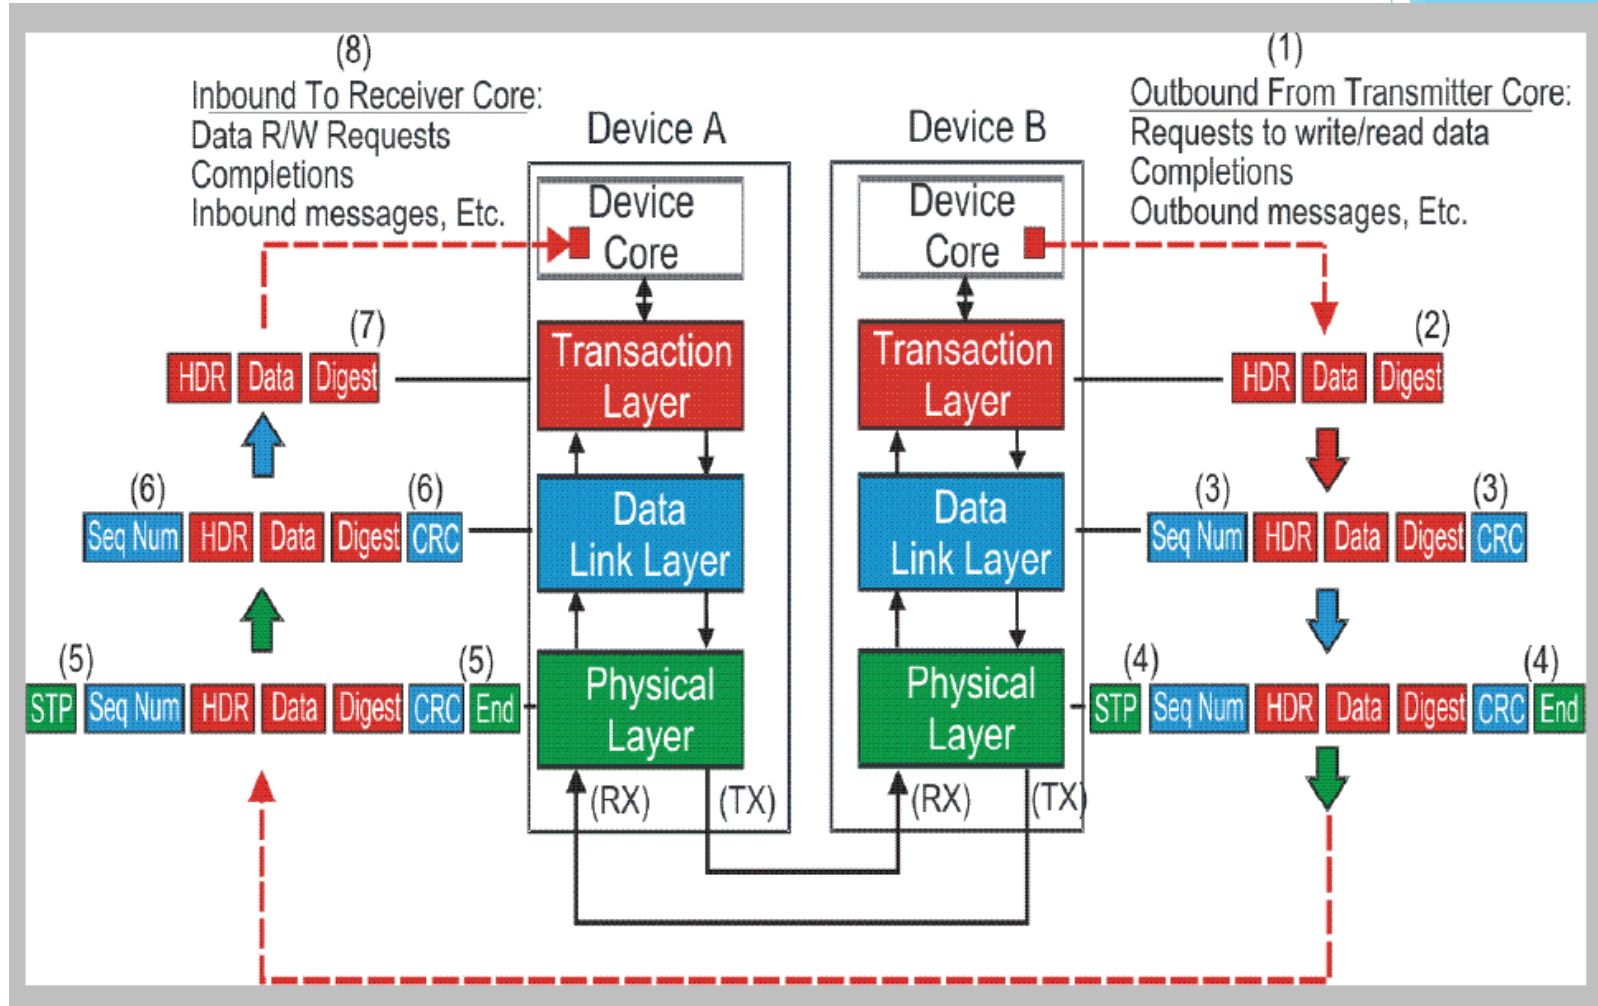 (8)
Inbound To Receiver Core:
Data R/W Requests
Completions
Inbound messages, Etc.
(1)
Outbound From Transmitter Core:
Requests to write/read data
Completions
Outbound messages, Etc.
Device A
Device B
Device
Core
Device
Core
(7)
HDR Data Digest
Transaction
Layer
Transaction
Layer
(2)
HDR Data Digest
(6) (6)
Seq Num HDR Data Digest CRC
Data
Link Layer
Data
Link Layer
(3) (3)
Seq Num HDR Data Digest CRC
(5) (5)
STP Seq Num HDR Data Digest CRC End
Physical
Layer
Physical
Layer
(4) (4)
STP Seq Num HDR Data Digest CRC End
(RX) (TX)
(RX) (TX)